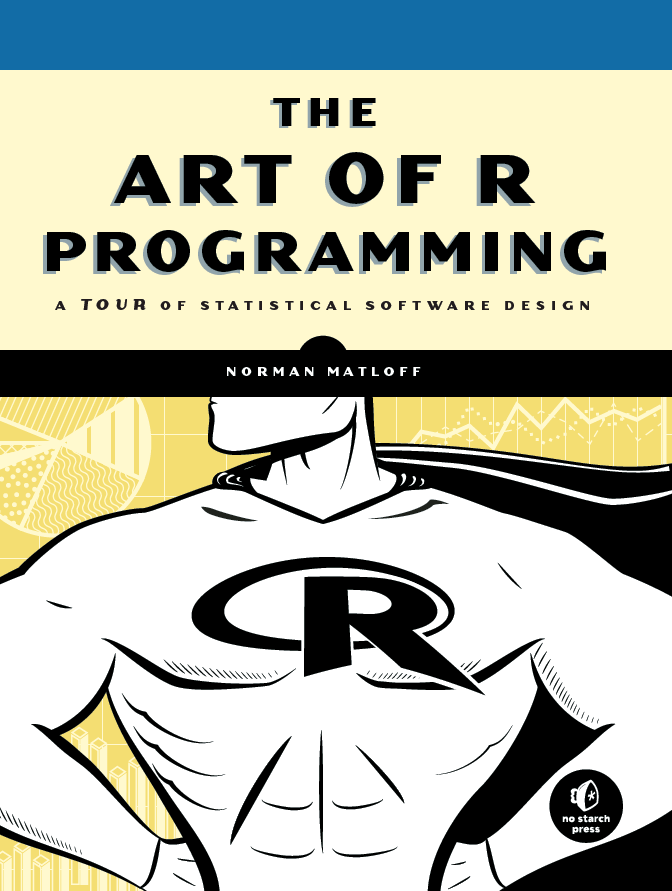 THE
ART OF R
PROGRAMMING
A TOUR OF STATISTICAL SOFTWARE DESIGN
NORMAN MATLOFF
R
no starch
press